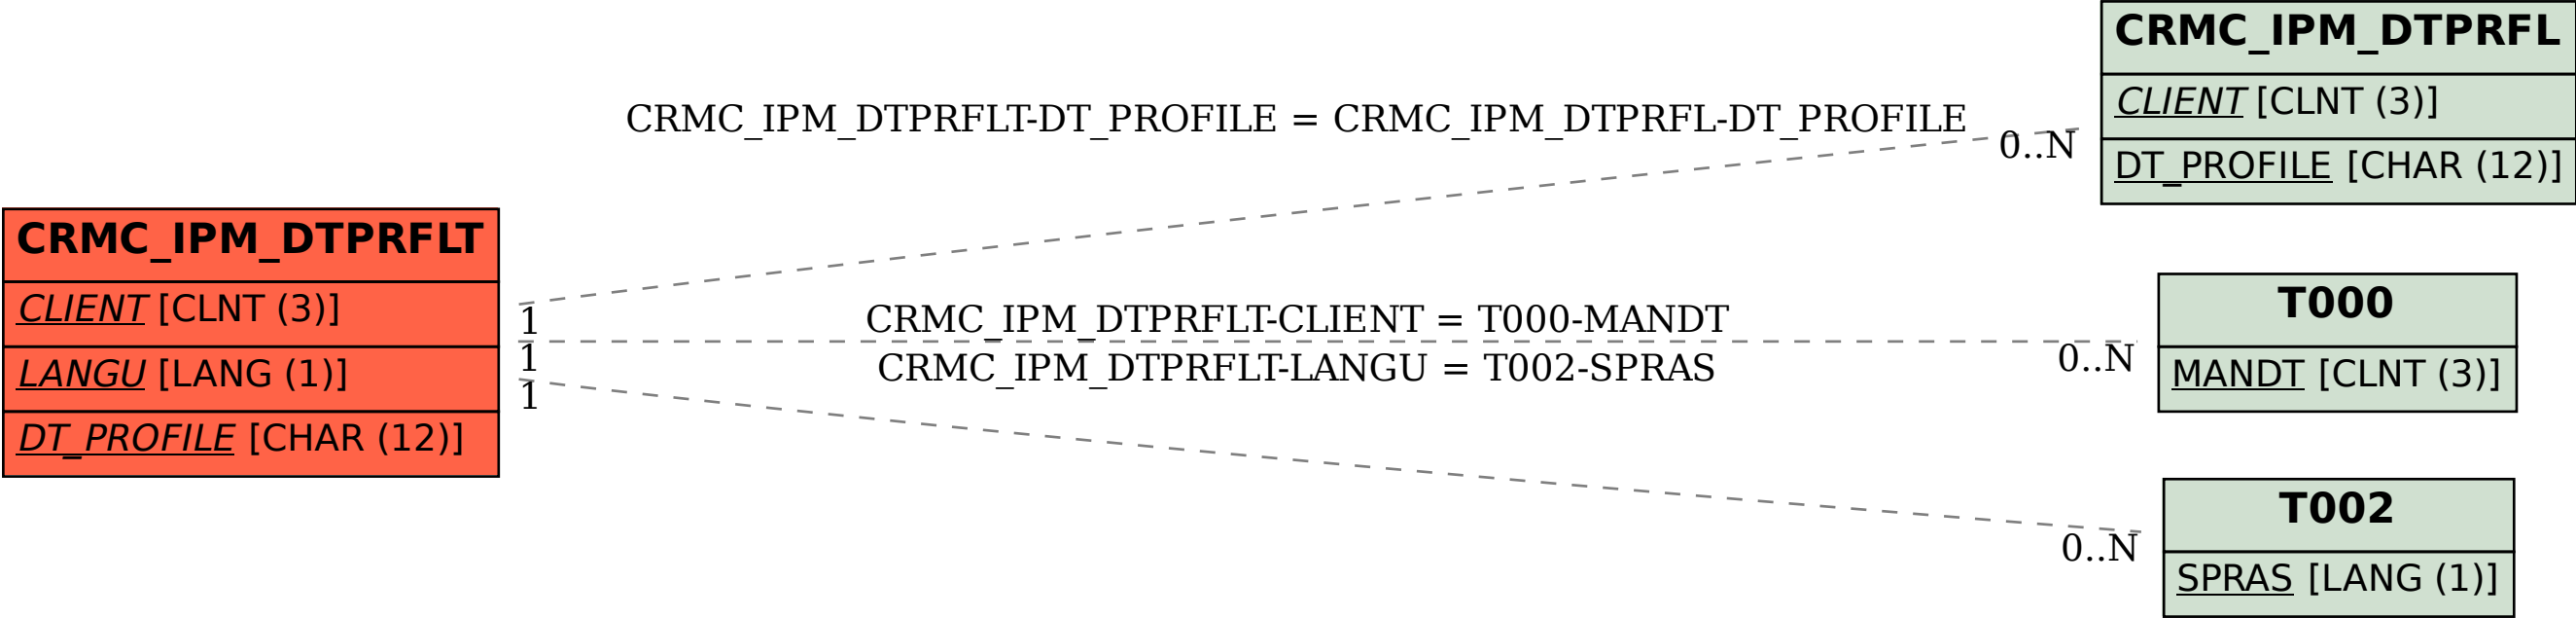 CRMC_IPM_DTPRFLT
CLIENT [CLNT (3)]
LANGU [LANG (1)]
DT_PROFILE [CHAR (12)]
CRMC_IPM_DTPRFLT-DT_PROFILE = CRMC_IPM_DTPRFL-DT_PROFILE
1
0..N
CRMC_IPM_DTPRFLT-CLIENT = T000-MANDT
1
0..N
CRMC_IPM_DTPRFLT-LANGU = T002-SPRAS
1
0..N
CRMC_IPM_DTPRFL
CLIENT [CLNT (3)]
DT_PROFILE [CHAR (12)]
T000
MANDT [CLNT (3)]
T002
SPRAS [LANG (1)]